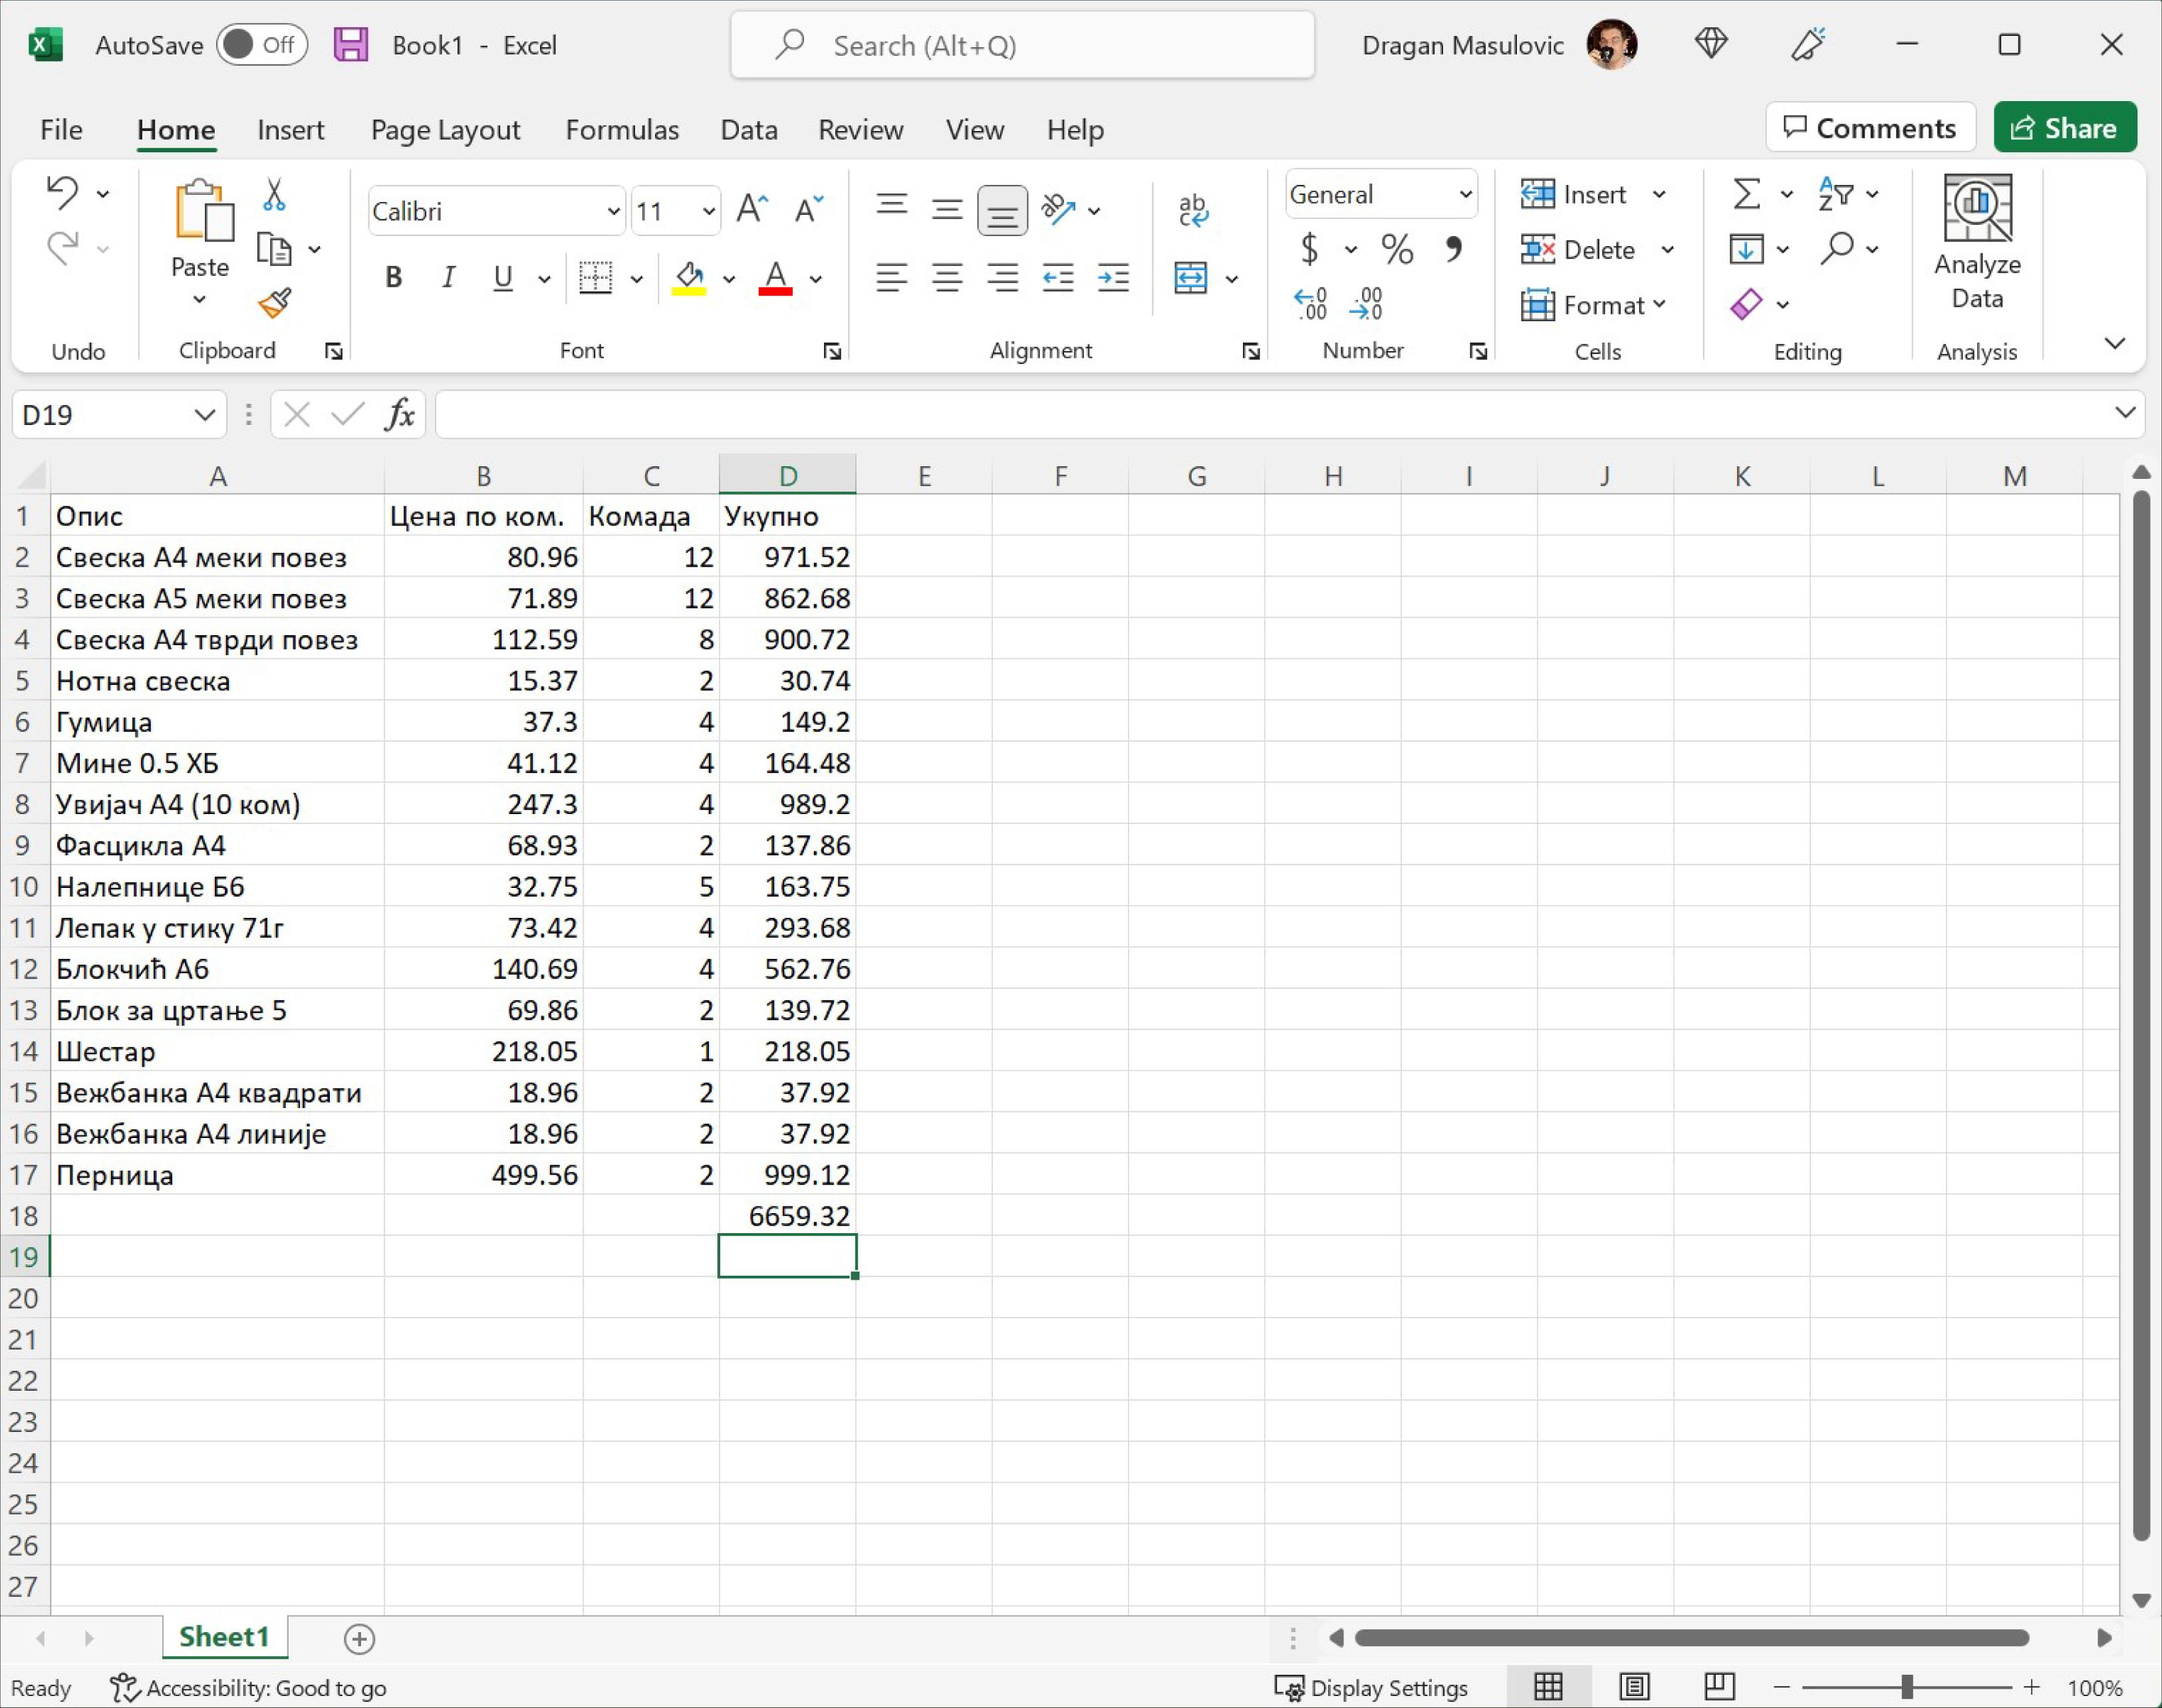 AutoSave Off Book1 - Excel Search (Alt+Q) Dragan Masulovic
File Home Insert Page Layout Formulas Data Review View Help Comments Share
Paste Calibri 11 General Insert Delete Format Analyze Data
Undo Clipboard Font Alignment Number Cells Editing Analysis
D19
A B C D E F G H I J K L M
1 Опис Цена по ком. Комада Укупно
2 Свеска А4 меки повез 80.96 12 971.52
3 Свеска А5 меки повез 71.89 12 862.68
4 Свеска А4 тврди повез 112.59 8 900.72
5 Нотна свеска 15.37 2 30.74
6 Гумица 37.3 4 149.2
7 Мине 0.5 ХБ 41.12 4 164.48
8 Увијач А4 (10 ком) 247.3 4 989.2
9 Фасцикла А4 68.93 2 137.86
10 Налепнице Б6 32.75 5 163.75
11 Лепак у стику 71г 73.42 4 293.68
12 Блокчић А6 140.69 4 562.76
13 Блок за цртање 5 69.86 2 139.72
14 Шестар 218.05 1 218.05
15 Вежбанка А4 квадрати 18.96 2 37.92
16 Вежбанка А4 линије 18.96 2 37.92
17 Перница 499.56 2 999.12
18 6659.32
19
20
21
22
23
24
25
26
27
Sheet1
Ready Accessibility: Good to go Display Settings 100%